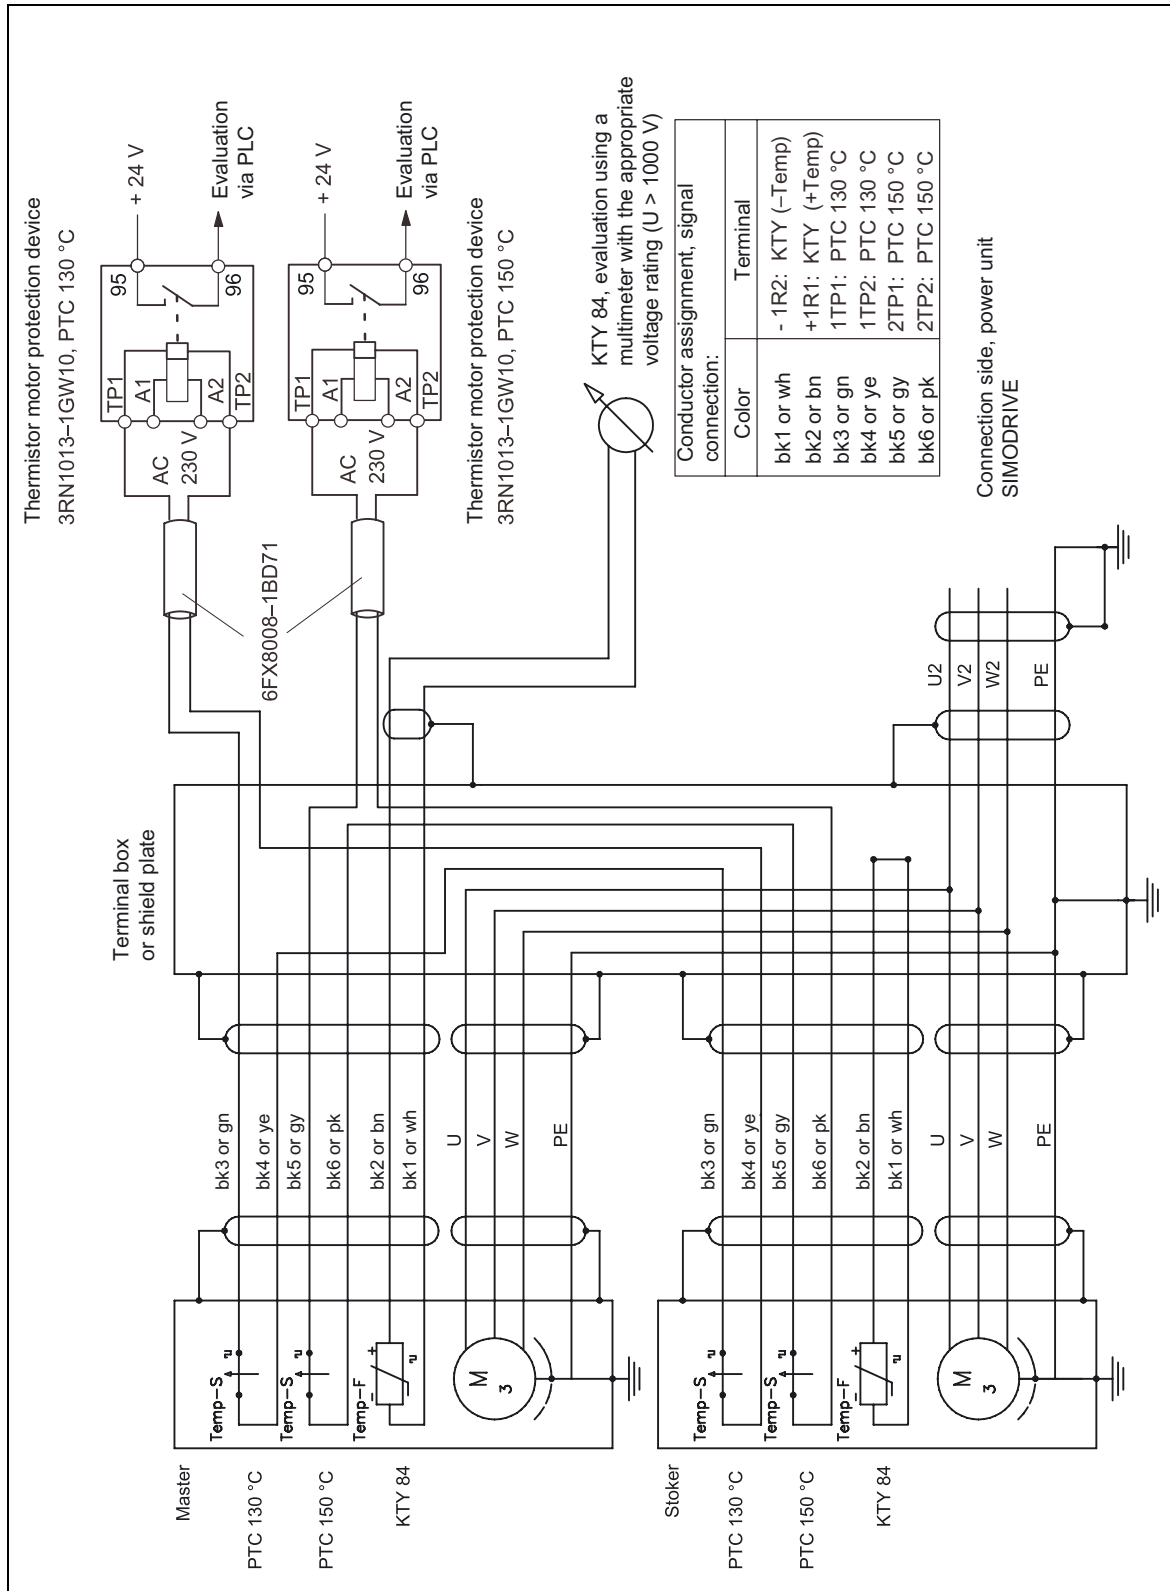 Thermistor motor protection device
3RN1013–1GW10, PTC 130 °C
TP1
A1
A2
TP2
AC
230 V
95
96
+ 24 V
Evaluation
via PLC
TP1
A1
A2
TP2
AC
230 V
95
96
+ 24 V
Evaluation
via PLC
Thermistor motor protection device
3RN1013–1GW10, PTC 150 °C
6FX8008–1BD71
KTY 84, evaluation using a
multimeter with the appropriate
voltage rating (U > 1000 V)
Conductor assignment, signal
connection:
Color Terminal
bk1 or wh - 1R2: KTY (–Temp)
bk2 or bn +1R1: KTY (+Temp)
bk3 or gn 1TP1: PTC 130 °C
bk4 or ye 1TP2: PTC 130 °C
bk5 or gy 2TP1: PTC 150 °C
bk6 or pk 2TP2: PTC 150 °C
Connection side, power unit
SIMODRIVE
U2
V2
W2
PE
Terminal box
or shield plate
bk3 or gn
bk4 or ye
bk5 or gy
bk6 or pk
bk2 or bn
bk1 or wh
U
V
W
PE
bk3 or gn
bk4 or ye
bk5 or gy
bk6 or pk
bk2 or bn
bk1 or wh
U
V
W
PE
Master
Temp–S
Temp–S
Temp–F
– +
M
3
PTC 130 °C
PTC 150 °C
KTY 84
Stoker
Temp–S
Temp–S
Temp–F
– +
M
3
PTC 130 °C
PTC 150 °C
KTY 84